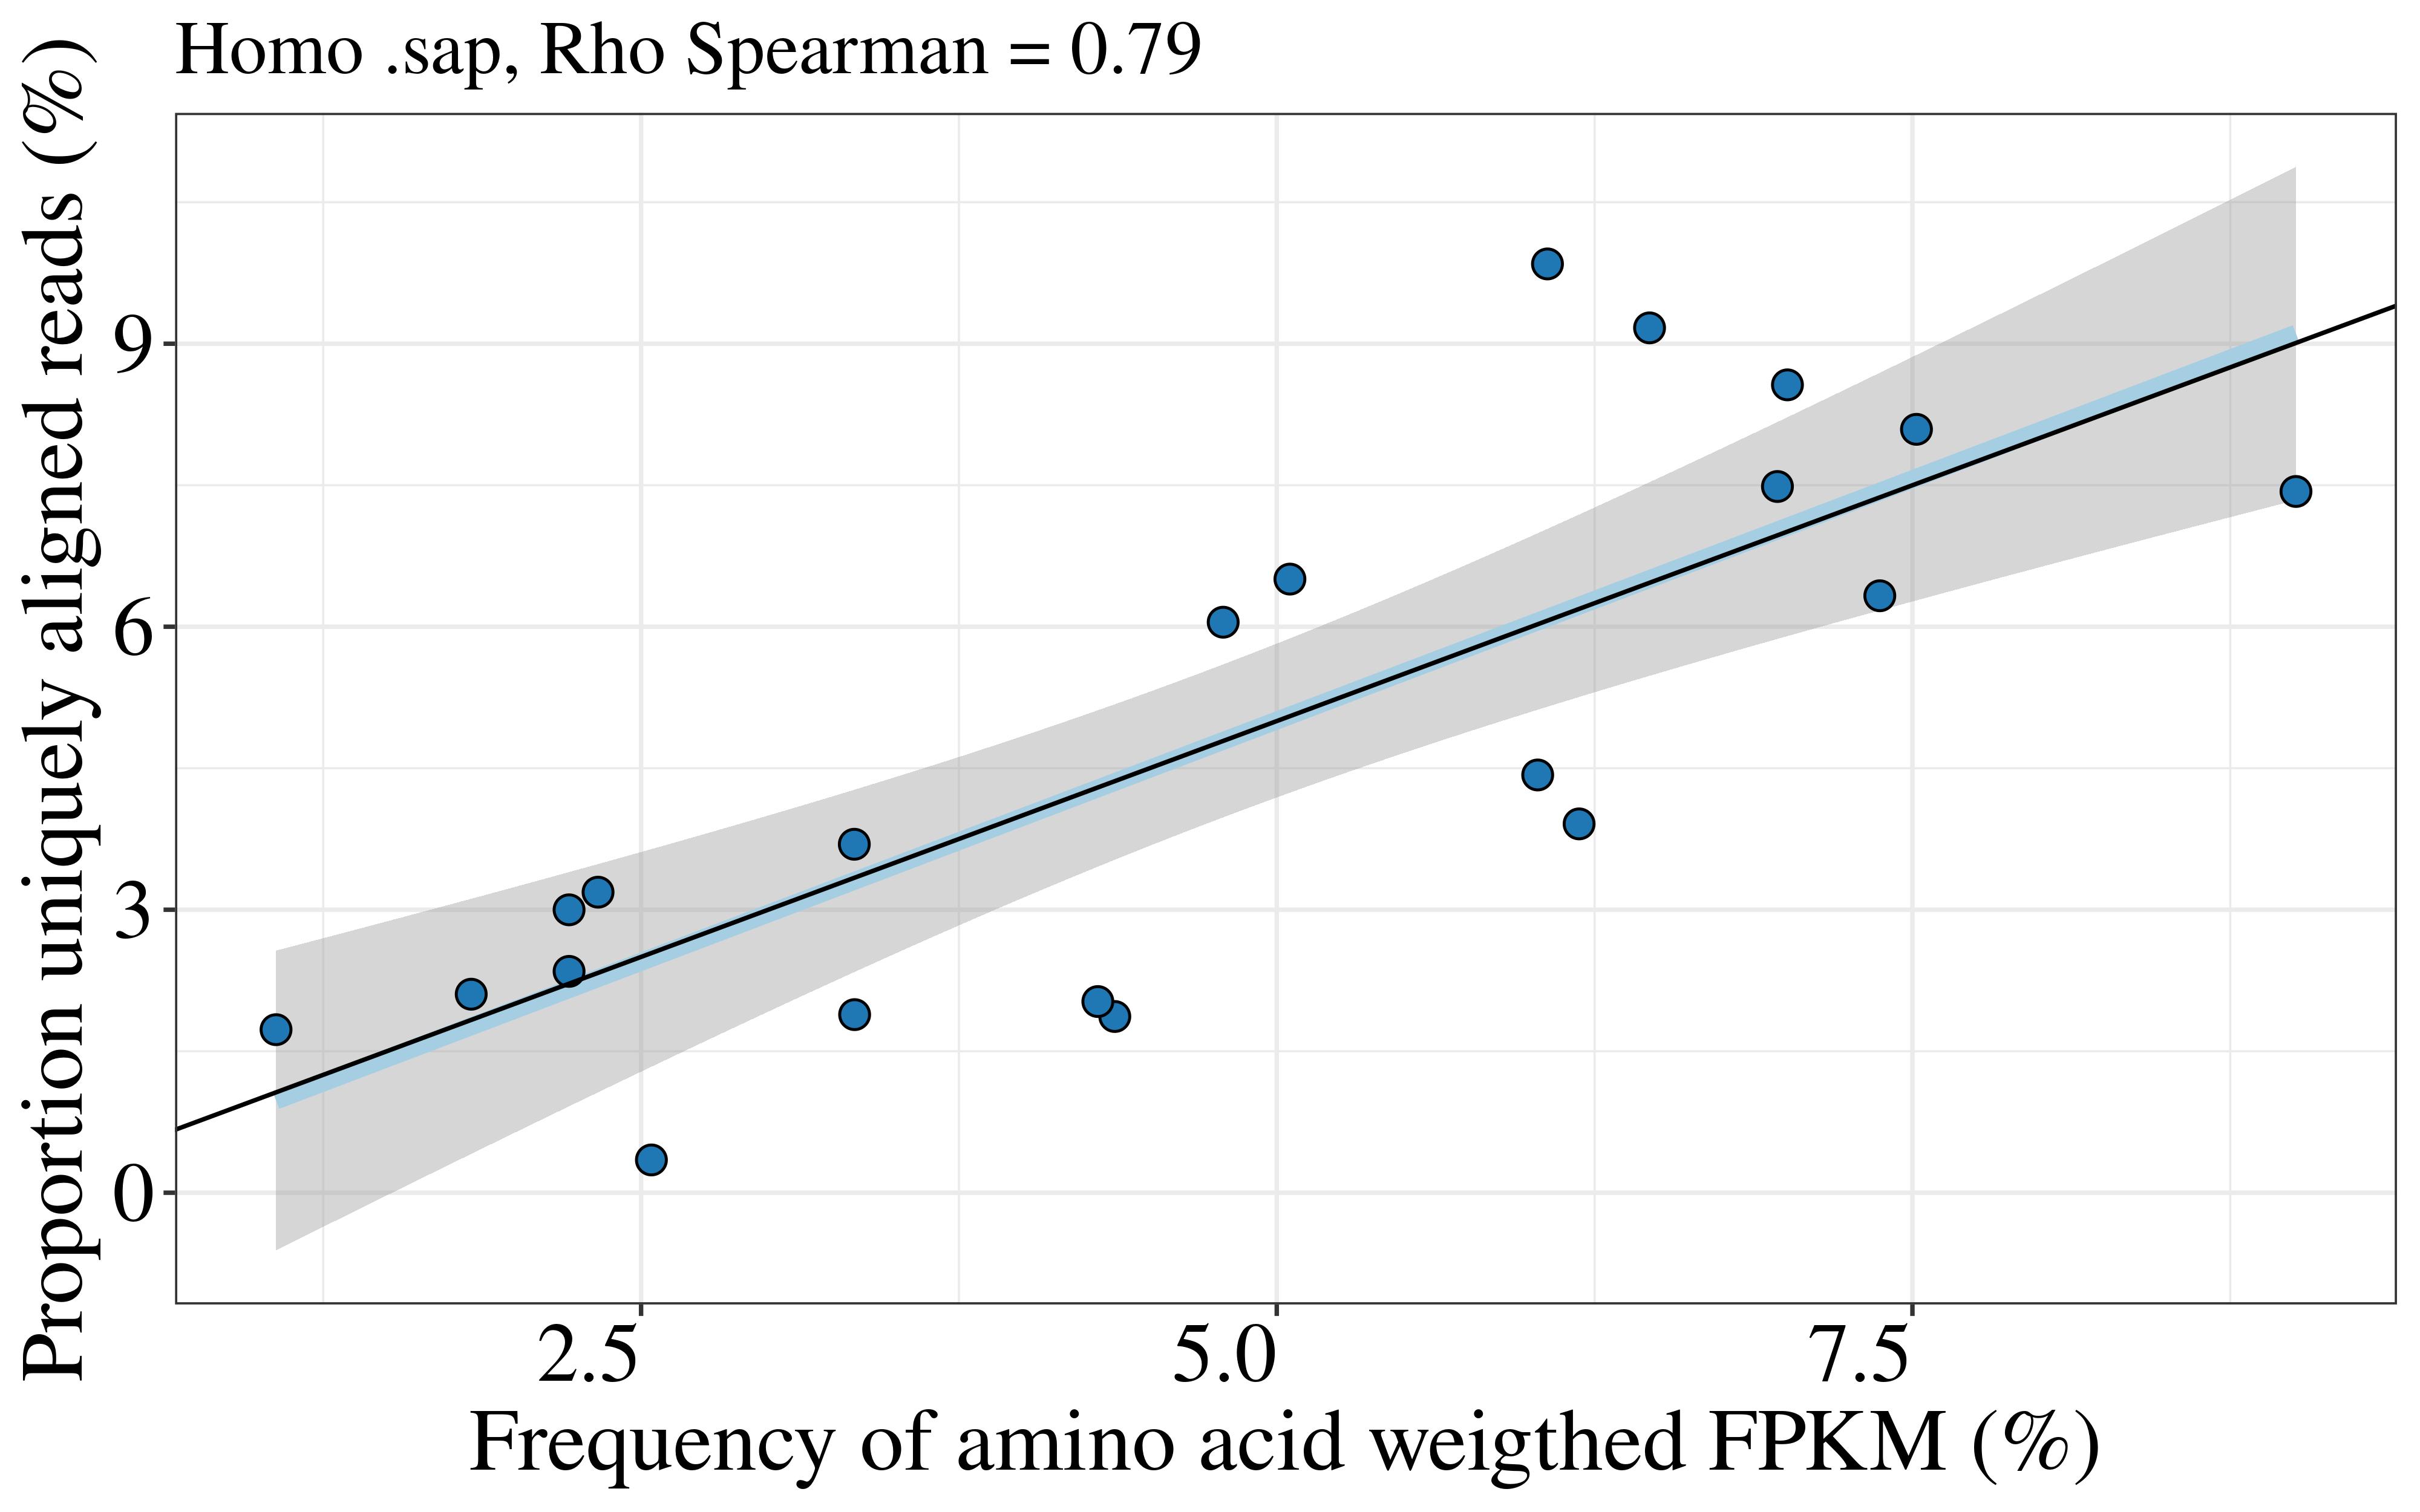 Homo .sap, Rho Spearman = 0.79
Proportion uniquely aligned reads (%)
9
6
3
0
2.5 5.0 7.5
Frequency of amino acid weigthed FPKM (%)